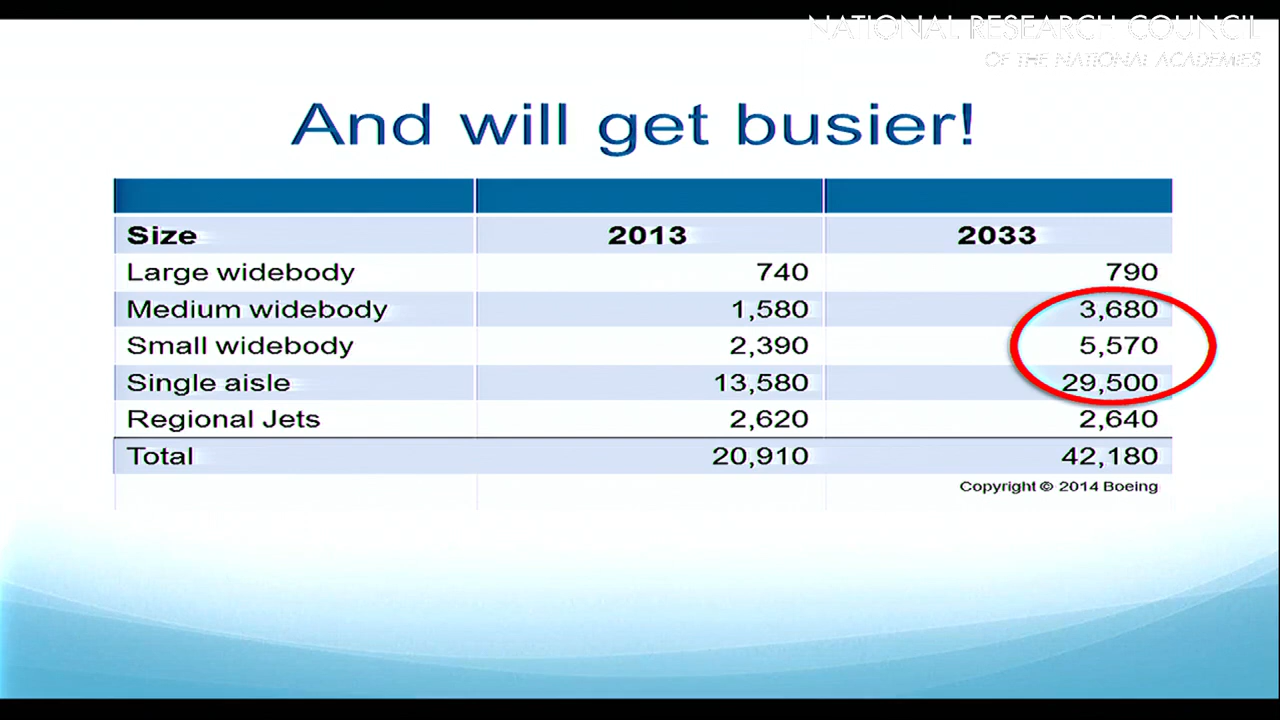 NATIONAL RESEARCH COUNCIL
OF THE NATIONAL ACADEMIES
And will get busier!
Size 2013 2033
Large widebody 740 790
Medium widebody 1,580 3,680
Small widebody 2,390 5,570
Single aisle 13,580 29,500
Regional Jets 2,620 2,640
Total 20,910 42,180
Copyright © 2014 Boeing